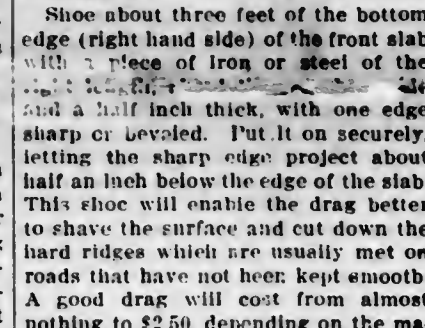 Shoe about three feet of the bottom
edge (right hand side) of the front slab
with a piece of iron or steel of the
right
and a half inch thick, with one edge
sharp or beveled. Put it on securely,
letting the sharp edge project about
half an inch below the edge of the slab
This shoe will enable the drag better
to shave the surface and cut down the
hard ridges which are usually met on
roads that have not been kept smooth.
A good drag will cost from almost
nothing to $2.50, depending on the ma